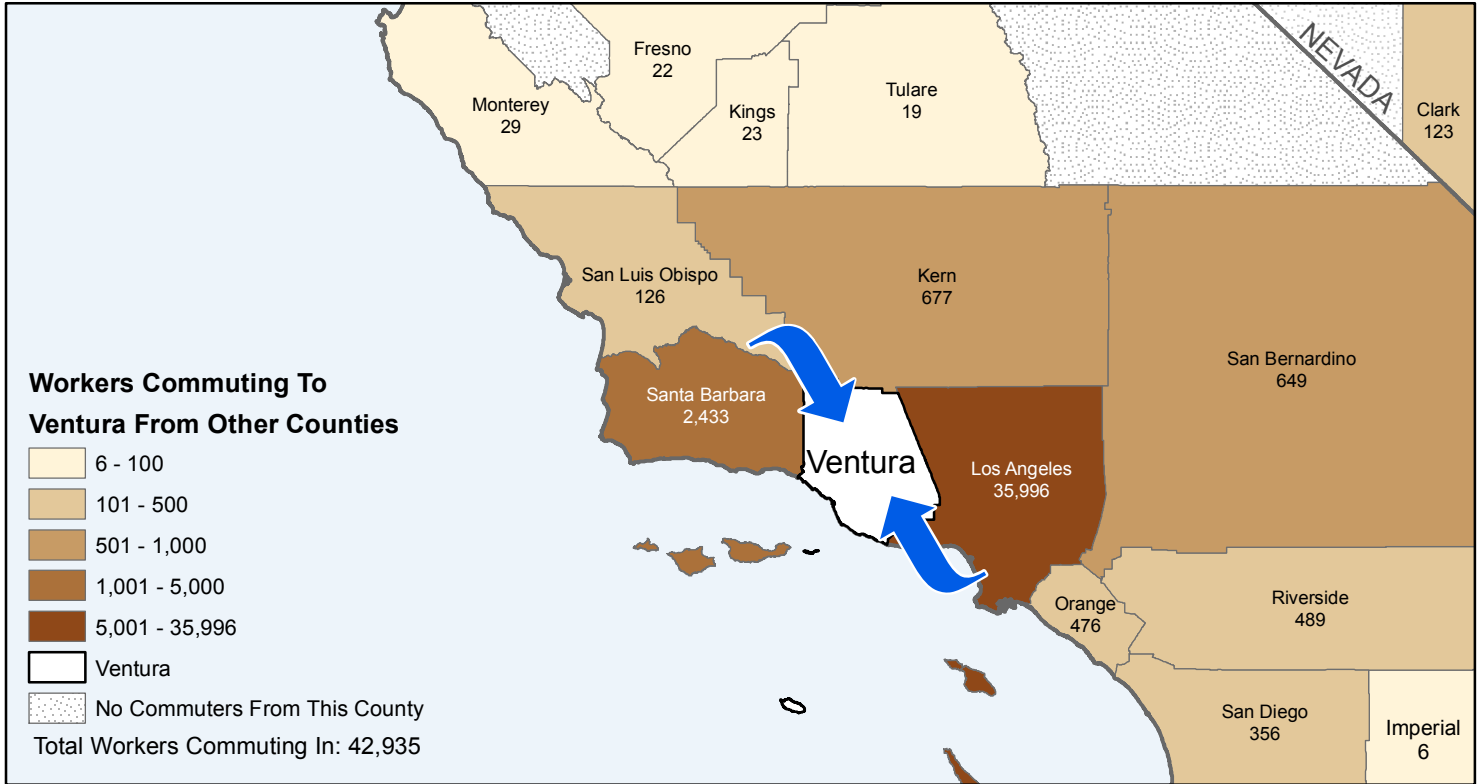 NEVADA
Fresno
22
Tulare
19
Monterey
29
Kings
23
Clark
123
San Luis Obispo
126
Kern
677
San Bernardino
649
Santa Barbara
2,433
Ventura
Los Angeles
35,996
Orange
476
Riverside
489
San Diego
356
Imperial
6
Workers Commuting To
Ventura From Other Counties
6 - 100
101 - 500
501 - 1,000
1,001 - 5,000
5,001 - 35,996
Ventura
No Commuters From This County
Total Workers Commuting In: 42,935